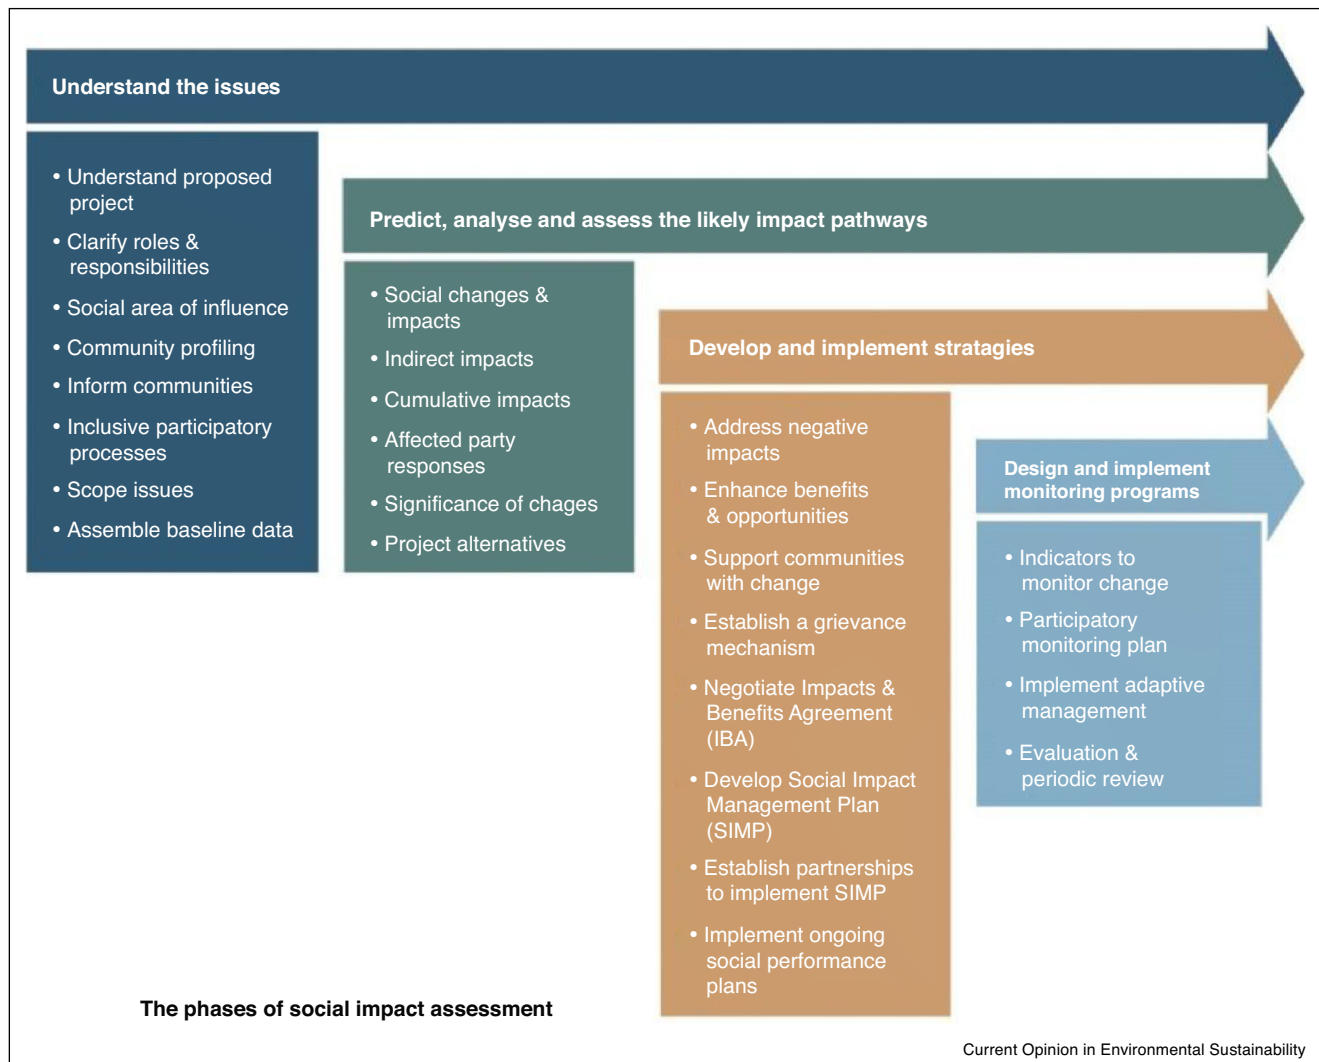 Understand the issues
• Understand proposed
project
• Clarify roles &
responsibilities
• Social area of influence
• Community profiling
• Inform communities
• Inclusive participatory
processes
• Scope issues
• Assemble baseline data
Predict, analyse and assess the likely impact pathways
• Social changes &
impacts
• Indirect impacts
• Cumulative impacts
• Affected party
responses
• Significance of chages
• Project alternatives
Develop and implement stratagies
• Address negative
impacts
• Enhance benefits
& opportunities
• Support communities
with change
• Establish a grievance
mechanism
• Negotiate Impacts &
Benefits Agreement
(IBA)
• Develop Social Impact
Management Plan
(SIMP)
• Establish partnerships
to implement SIMP
• Implement ongoing
social performance
plans
Design and implement
monitoring programs
• Indicators to
monitor change
• Participatory
monitoring plan
• Implement adaptive
management
• Evaluation &
periodic review
The phases of social impact assessment
Current Opinion in Environmental Sustainability